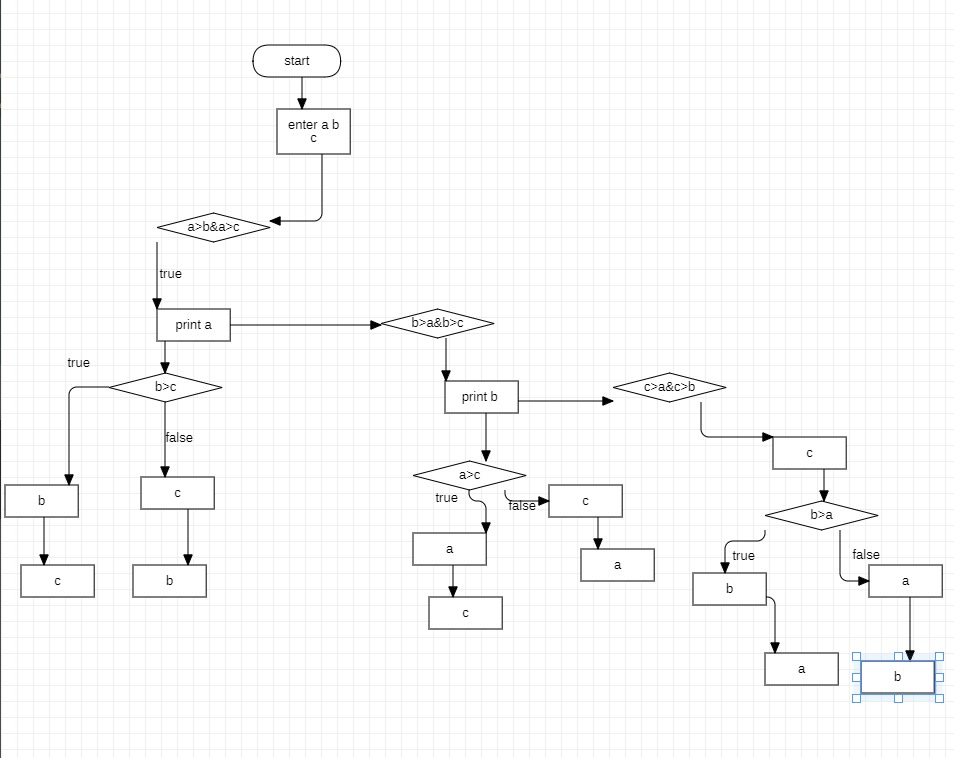 start
enter a b
c
a>b&a>c
true
print a
b>a&b>c
true
b>c
c>a&c>b
print b
false
c
a>c
b
c
true
false
c
b>a
a
true
false
c
b
a
b
a
c
a
b